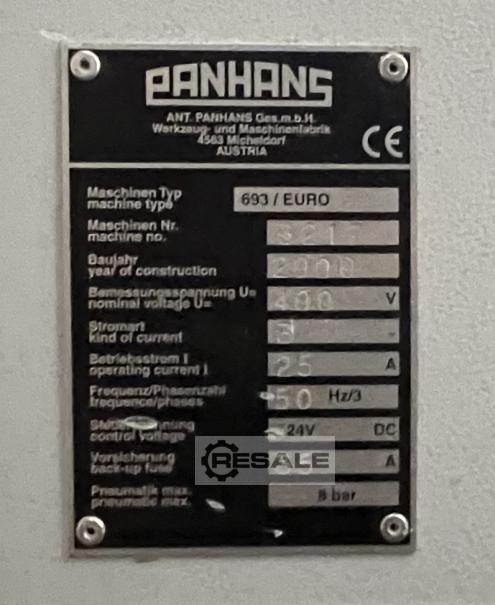 PANHANS
ANT. PANHANS Ges.m.b.H.
Werkzeug- und Maschinenfabrik
4563 Micheldorf
AUSTRIA
CE
Maschinen Typ
machine type
693 / EURO
Maschinen Nr.
machine no.
Baujahr
year of construction
2000
Bemessungsspannung U=
nominal voltage U=
400 V
Stromart
kind of current
~
Betriebsstrom I
operating current I
25 A
Frequenz/Phasenzahl
frequence/phases
50 Hz/3
control voltage
24V DC
Vorsicherung
back-up fuse
A
Pneumatik max.
pneumatic max.
8 bar
RESALE